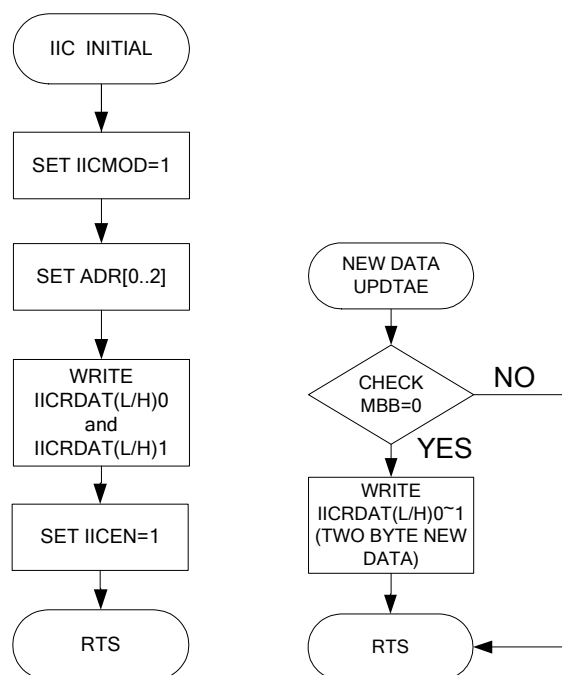 IIC INITIAL
SET IICMOD=1
SET ADR[0..2]
WRITE
IICRDAT(L/H)0
and
IICRDAT(L/H)1
SET IICEN=1
RTS
NEW DATA
UPDTAE
CHECK
MBB=0
NO
YES
WRITE
IICRDAT(L/H)0~1
(TWO BYTE NEW
DATA)
RTS